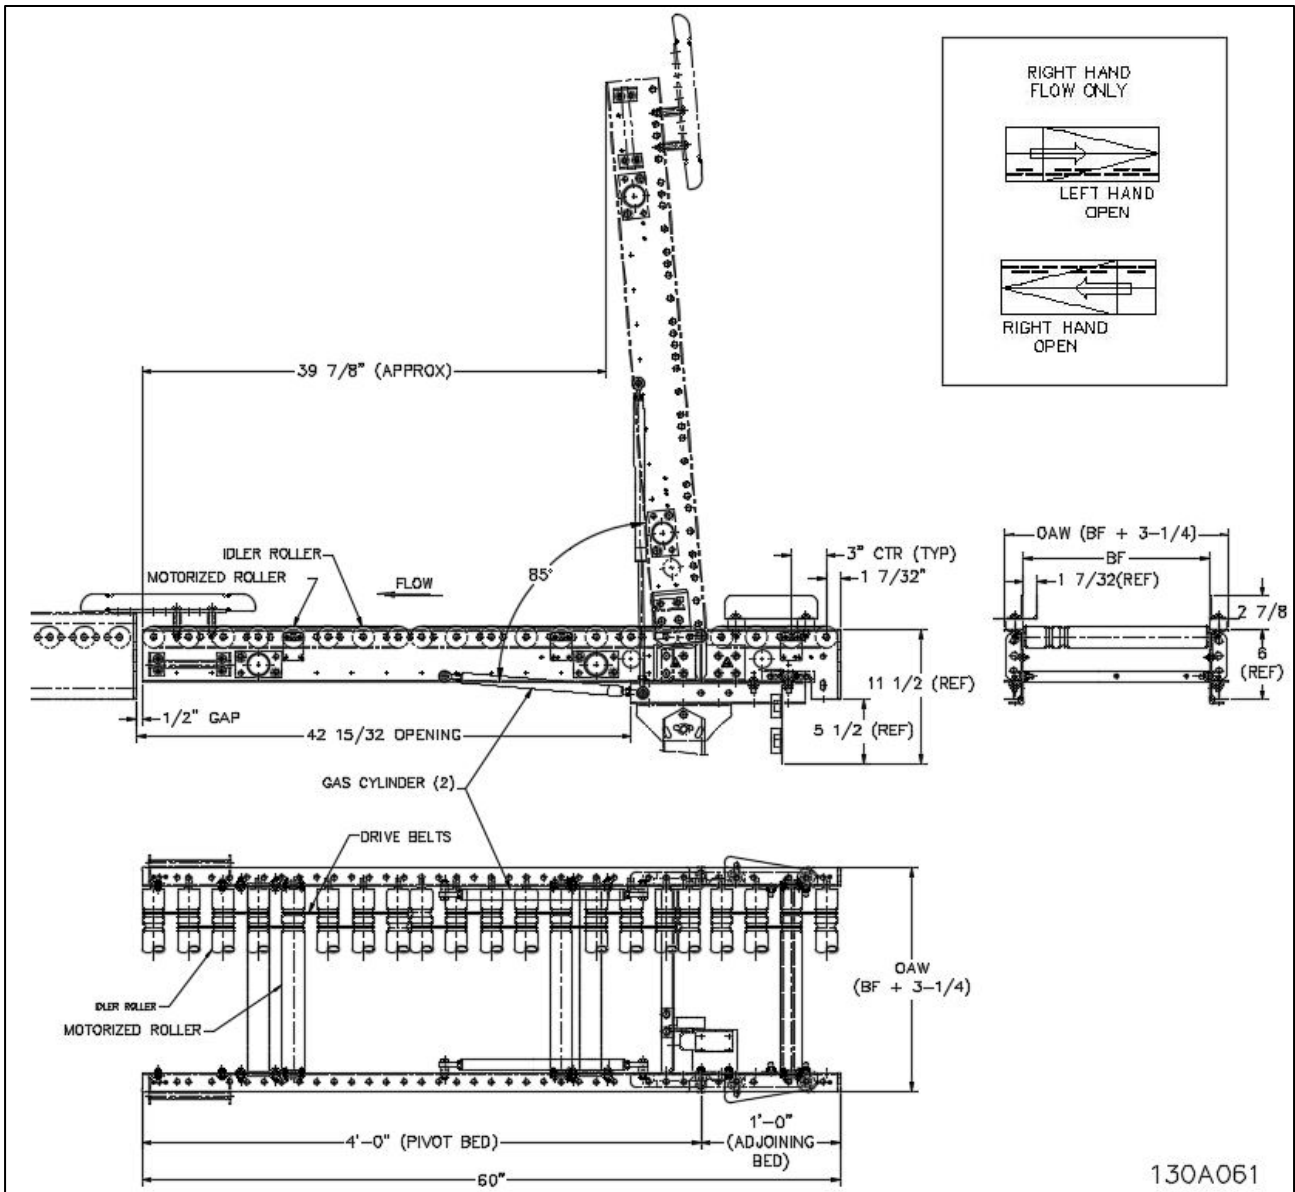 RIGHT HAND
FLOW ONLY
LEFT HAND
OPEN
RIGHT HAND
OPEN
39 7/8" (APPROX)
IDLER ROLLER
MOTORIZED ROLLER
FLOW
85°
3" CTR (TYP)
1 7/32"
OAW (BF + 3-1/4)
BF
1 7/32(REF)
2 7/8
6
(REF)
11 1/2 (REF)
5 1/2 (REF)
1/2" GAP
42 15/32 OPENING
GAS CYLINDER (2)
DRIVE BELTS
OAW
(BF + 3-1/4)
IDLER ROLLER
MOTORIZED ROLLER
4'-0" (PIVOT BED)
1'-0"
(ADJOINING
BED)
60"
130A061